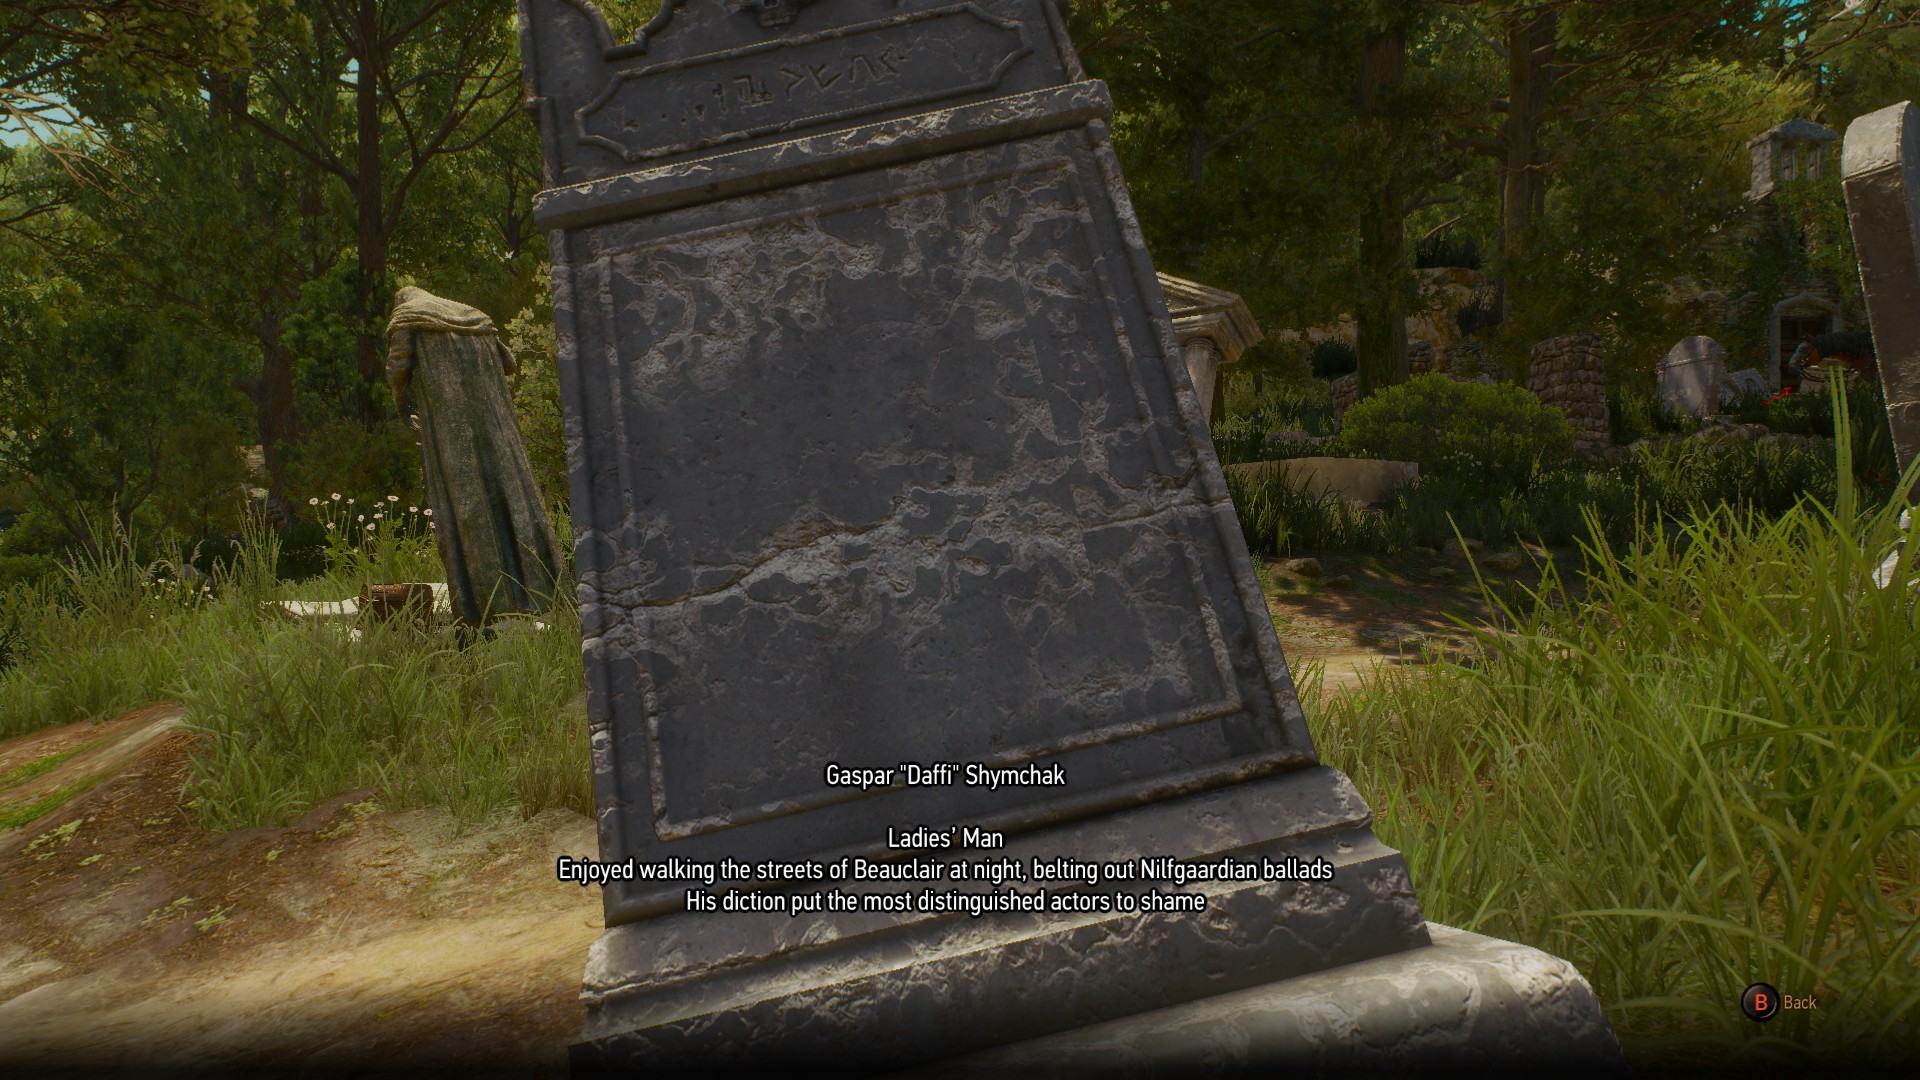 Gaspar "Daffi" Shymchak
Ladies’ Man
Enjoyed walking the streets of Beauclair at night, belting out Nilfgaardian ballads
His diction put the most distinguished actors to shame
B Back